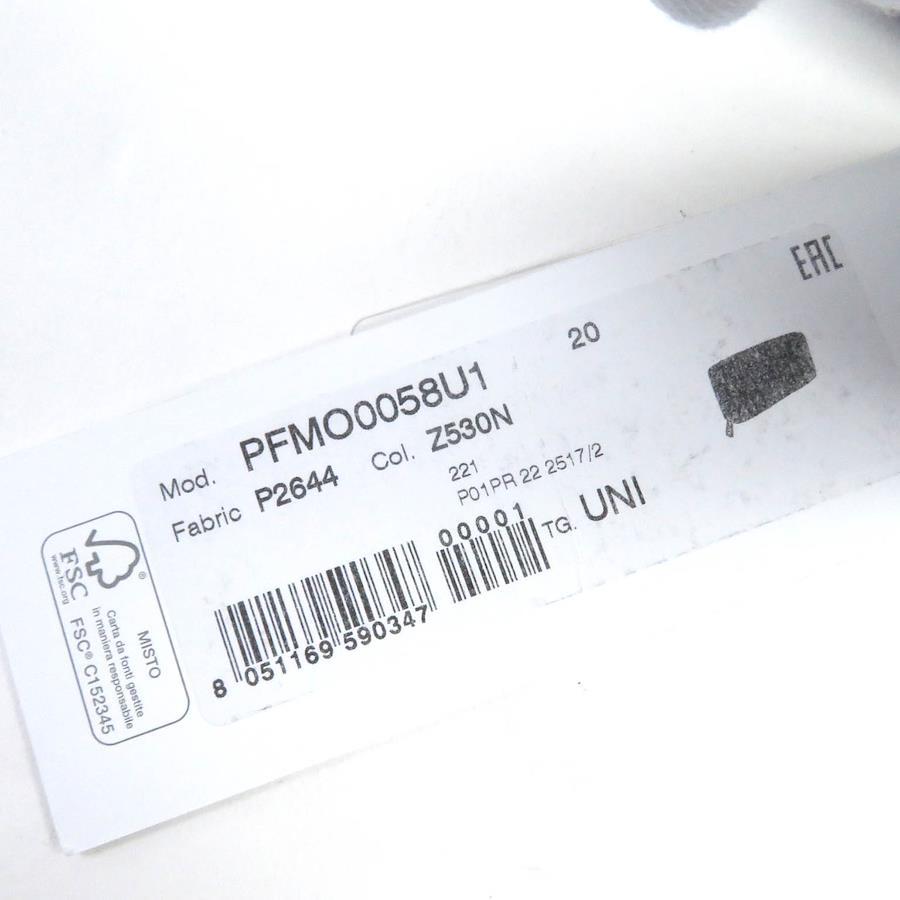 EAC
20
Mod. PFMO0058U1
Fabric P2644 Col. Z530N
221
P01PR 22 2517/2
TG. UNI
00001
8 051169 590347
FSC®
www.fsc.org
MISTO
Carta da fonti gestite
in maniera responsabile
FSC® C152345